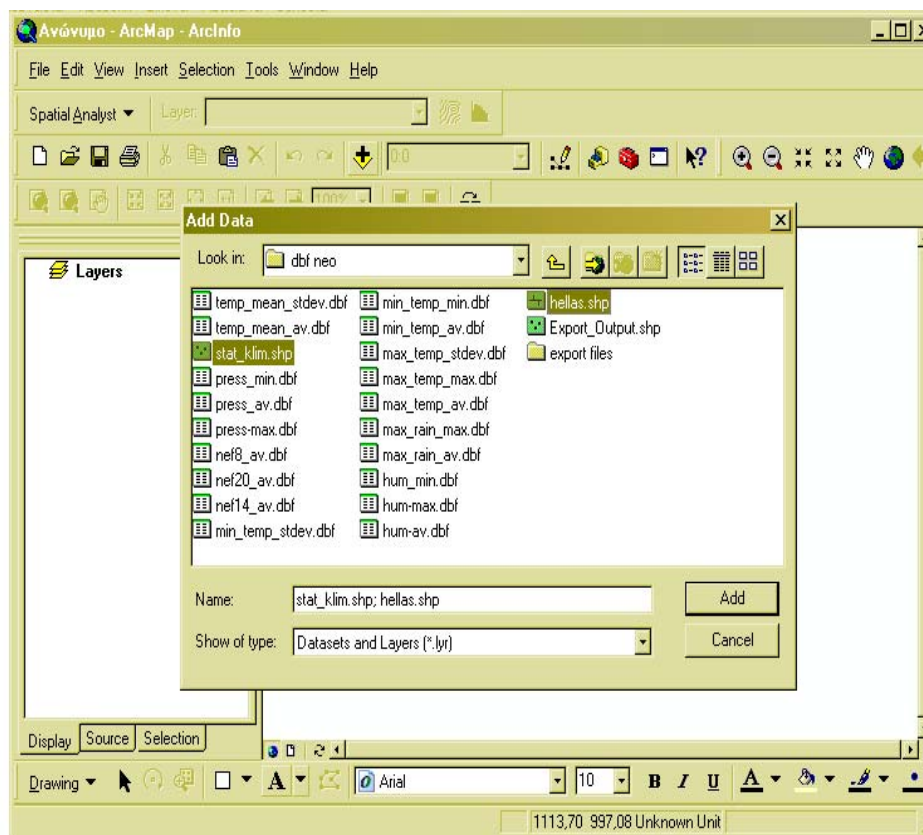 Ανώνυμο - ArcMap - ArcInfo
File Edit View Insert Selection Tools Window Help
Spatial Analyst Layer:
0:0
100%
Add Data
Look in: dbf neo
Layers
temp_mean_stdev.dbf
temp_mean_av.dbf
stat_klim.shp
press_min.dbf
press_av.dbf
press-max.dbf
nef8_av.dbf
nef20_av.dbf
nef14_av.dbf
min_temp_stdev.dbf
min_temp_min.dbf
min_temp_av.dbf
max_temp_stdev.dbf
max_temp_max.dbf
max_temp_av.dbf
max_rain_max.dbf
max_rain_av.dbf
hum_min.dbf
hum-max.dbf
hum-av.dbf
hellas.shp
Export_Output.shp
export files
Name: stat_klim.shp; hellas.shp Add
Show of type: Datasets and Layers (*.lyr) Cancel
Display Source Selection
Drawing A Arial 10 B I U A
1113,70 997,08 Unknown Unit